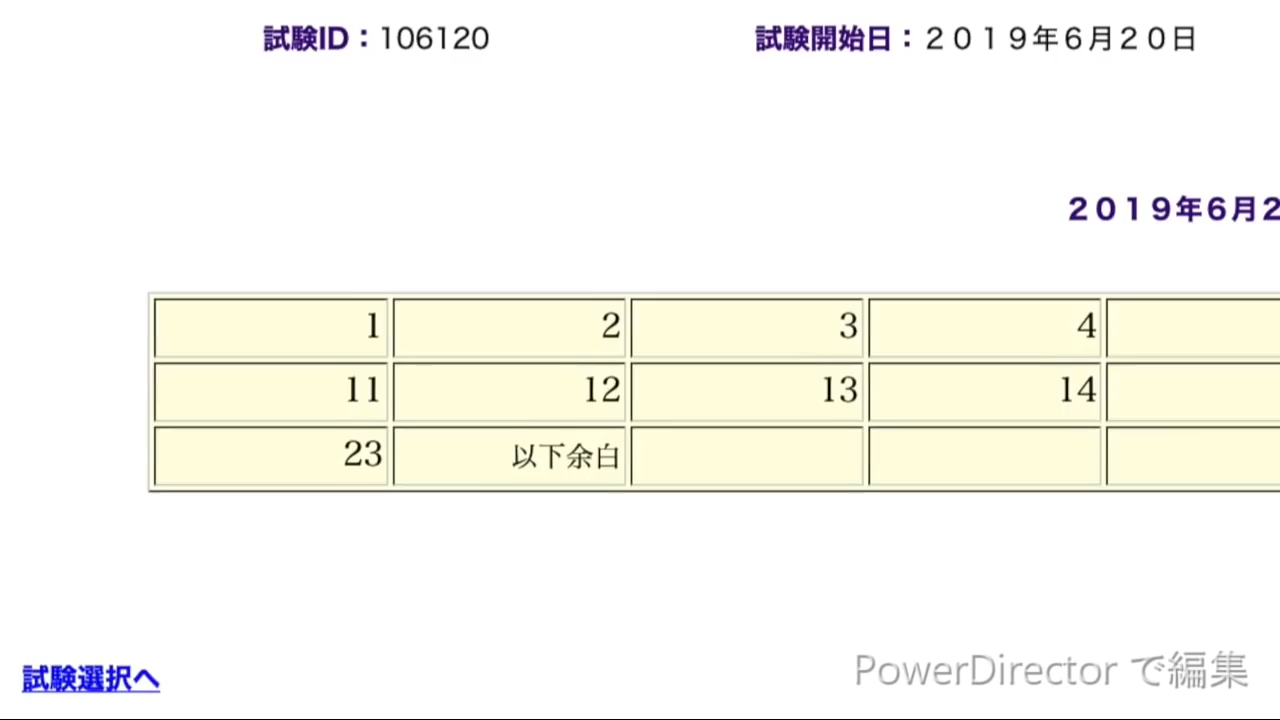 試験ID：106120 試験開始日：２０１９年６月２０日
２０１９年６月２
1 2 3 4
11 12 13 14
23 以下余白
試験選択へ
PowerDirector で編集